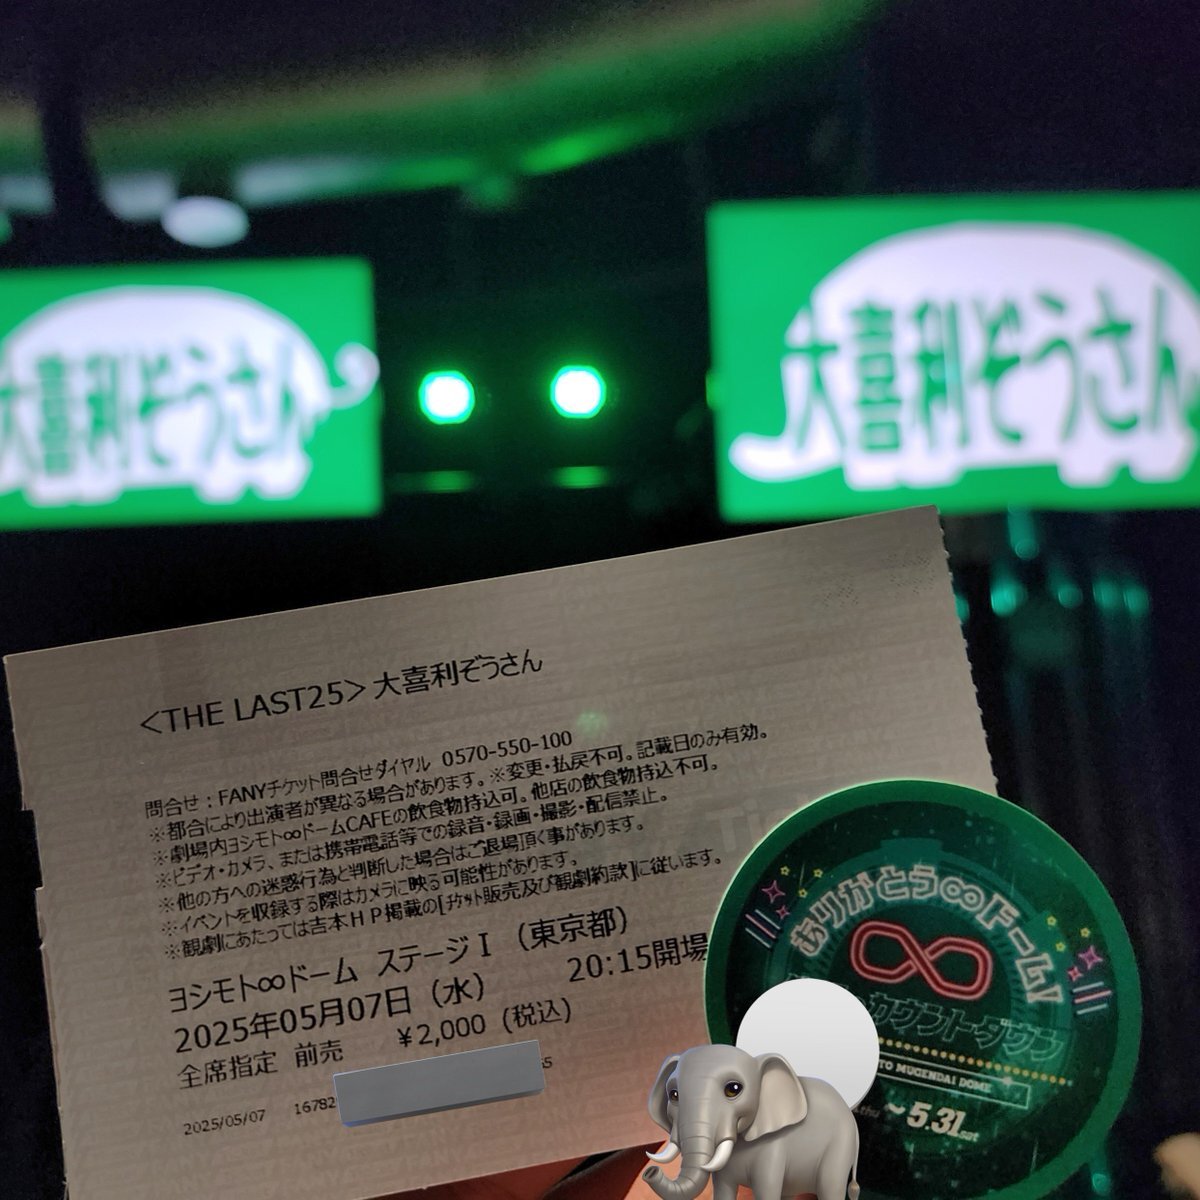 大喜利ぞうさん
大喜利ぞうさん
＜THE LAST25＞大喜利ぞうさん
問合せ：FANYチケット問合せダイヤル 0570-550-100
※都合により出演者が異なる場合があります。※変更・払戻不可。記載日のみ有効。
※劇場内ヨシモト∞ドームCAFEの飲食物持込可。他店の飲食物持込不可。
※ビデオ・カメラ、または携帯電話等での録音・録画・撮影・配信禁止。
※他の方への迷惑行為と判断した場合はご退場頂く事があります。
※イベントを収録する際はカメラに映る可能性があります。
※観劇にあたっては吉本ＨＰ掲載の[ﾁｹｯﾄ販売及び観劇約款]に従います。
ヨシモト∞ドーム ステージⅠ（東京都）
2025年05月07日（水） 20:15開場
全席指定 前売 ￥2,000（税込）
2025/05/07 16782
ありがとう∞ドーム!
カウントダウン
TO MUGENDAI DOME
～5.31sat